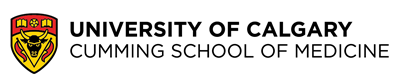 UNIVERSITY OF CALGARY
CUMMING SCHOOL OF MEDICINE